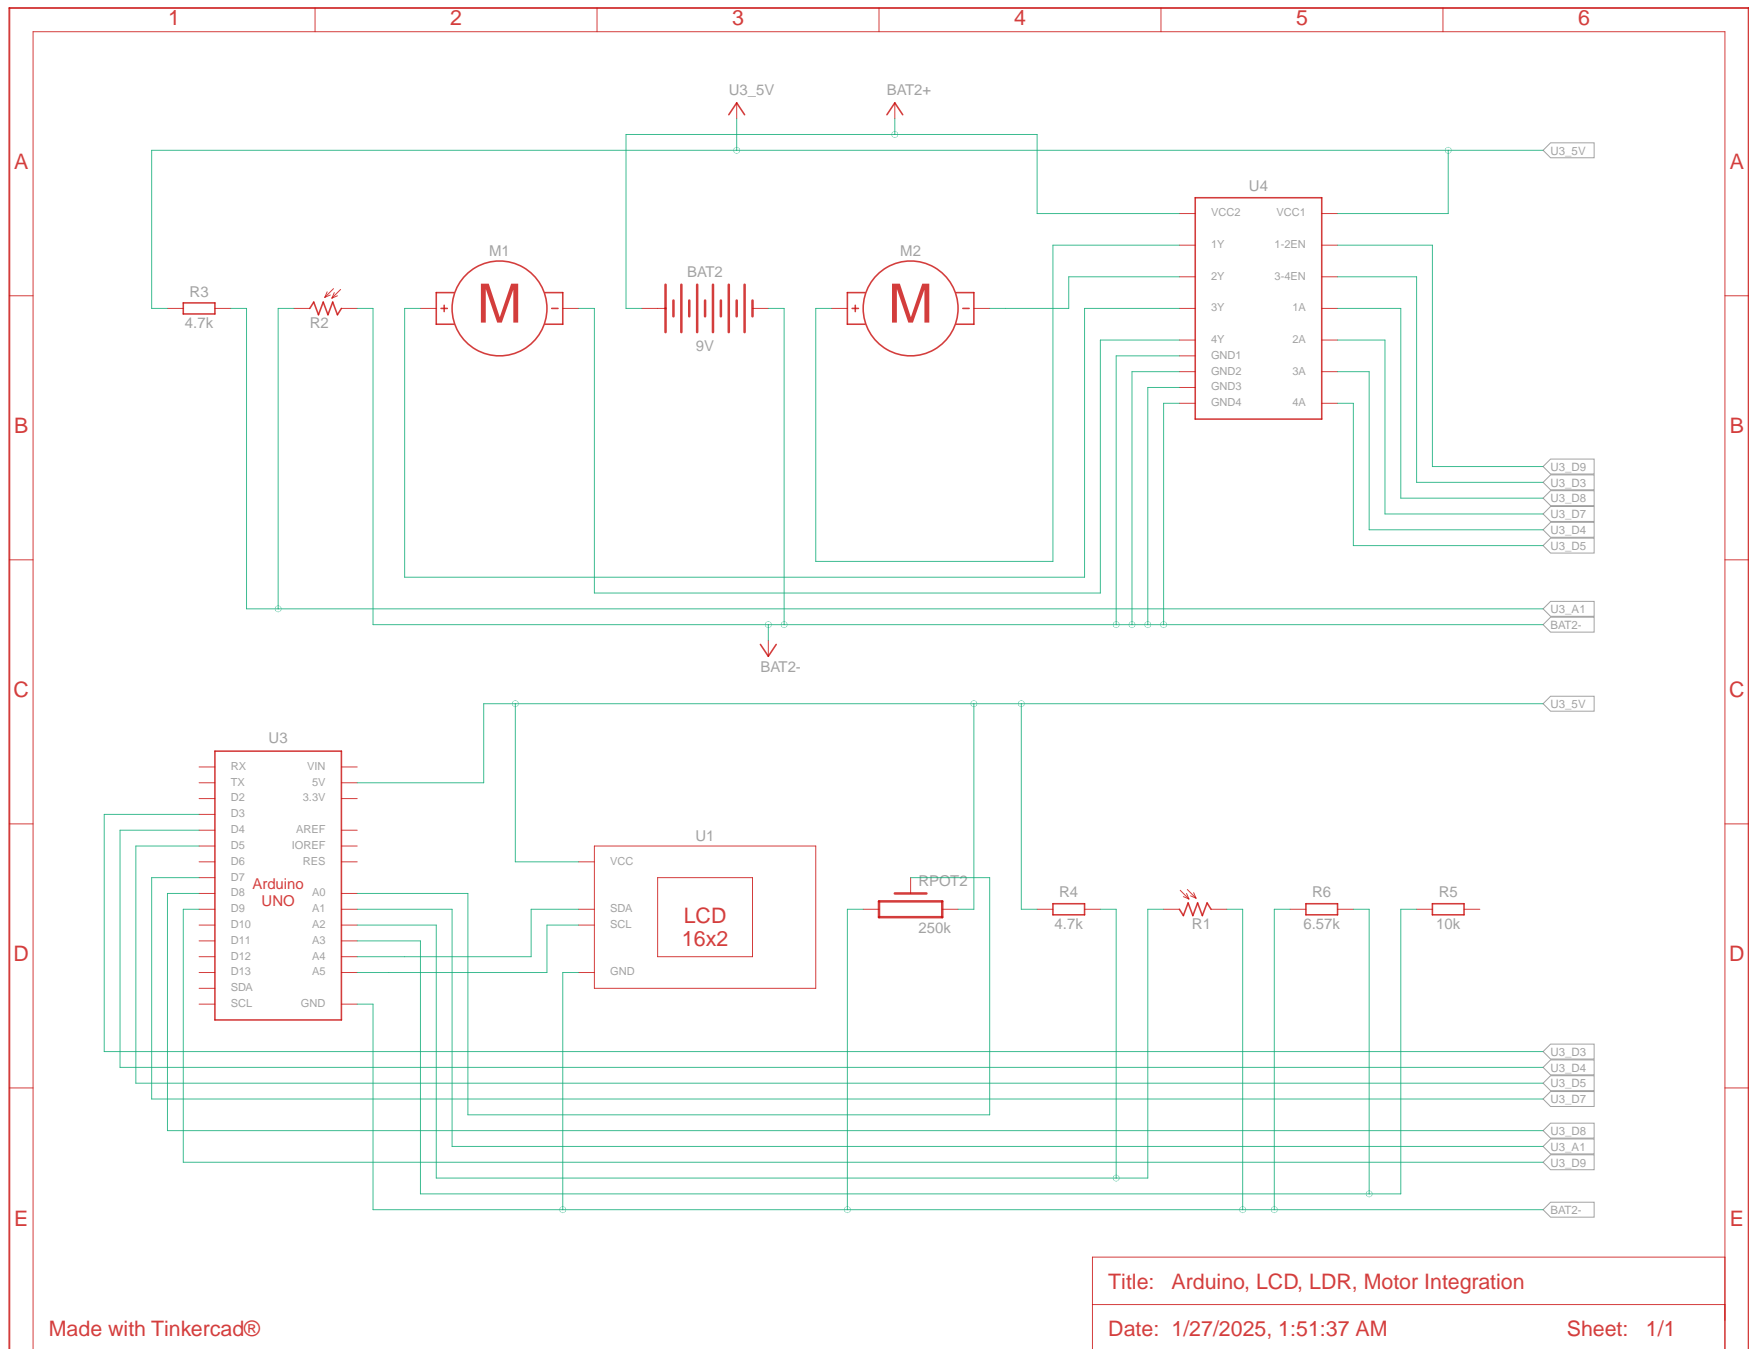 1 2 3 4 5 6
U3_5V BAT2+
A U3_5V A
U4
VCC2 VCC1
1Y 1-2EN
M1 M2
BAT2
2Y 3-4EN
R3
M + - M + -
3Y 1A
4.7k R2
9V
4Y 2A
GND1
GND2 3A
GND3
GND4 4A
B B
U3_D9
U3_D3
U3_D8
U3_D7
U3_D4
U3_D5
U3_A1
BAT2-
BAT2-
C C
U3_5V
U3
RX VIN
TX 5V
D2 3.3V
D3
D4 AREF
D5 IOREF
D6 RES
D7
D8 A0
D9 A1
D10 A2
D11 A3
D12 A4
D13 A5
SDA
SCL GND
Arduino
UNO
U1
VCC
SDA
SCL
GND
LCD
16x2
RPOT2
250k
R4
4.7k
R1
R6
6.57k
R5
10k
D D
U3_D3
U3_D4
U3_D5
U3_D7
U3_D8
U3_A1
U3_D9
BAT2-
E E
Title: Arduino, LCD, LDR, Motor Integration
Made with Tinkercad®
Date: 1/27/2025, 1:51:37 AM Sheet: 1/1